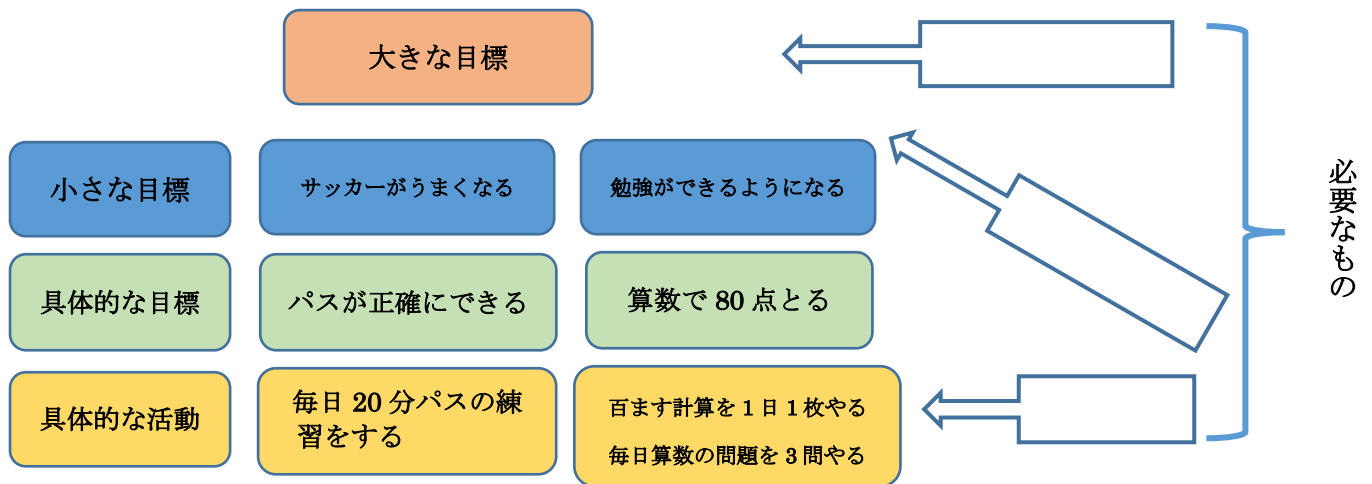 大きな目標
小さな目標
サッカーがうまくなる
勉強ができるようになる
具体的な目標
パスが正確にできる
算数で 80 点とる
具体的な活動
毎日 20 分パスの練
習をする
百ます計算を 1 日 1 枚やる
毎日算数の問題を 3 問やる
必要なもの